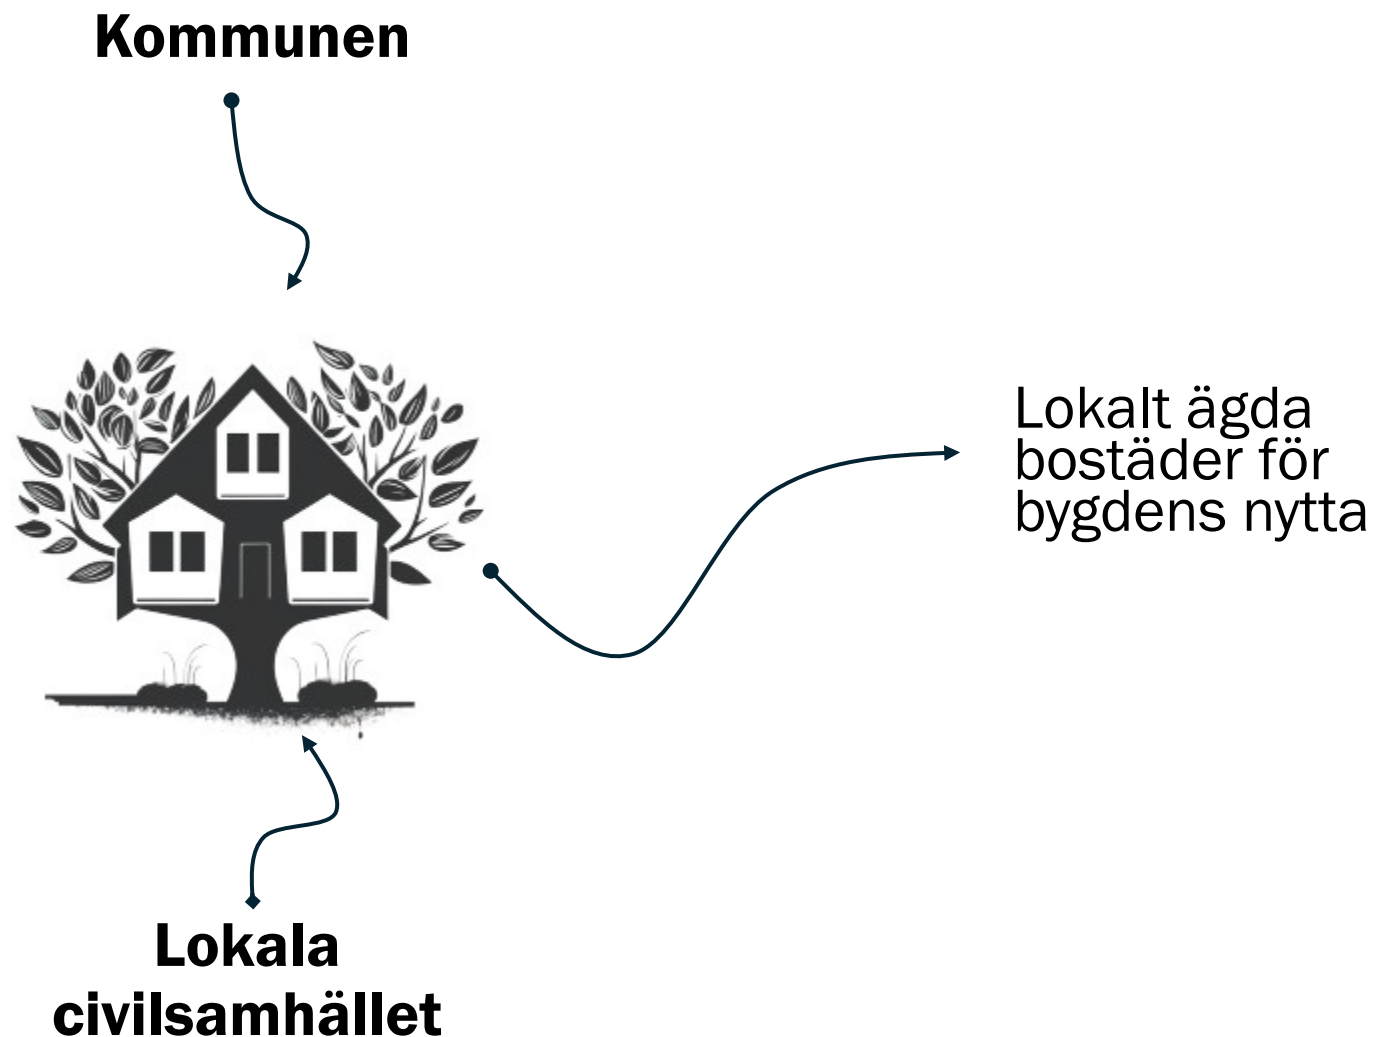 Kommunen
Lokalt ägda
bostäder för
bygdens nytta
Lokala
civilsamhället